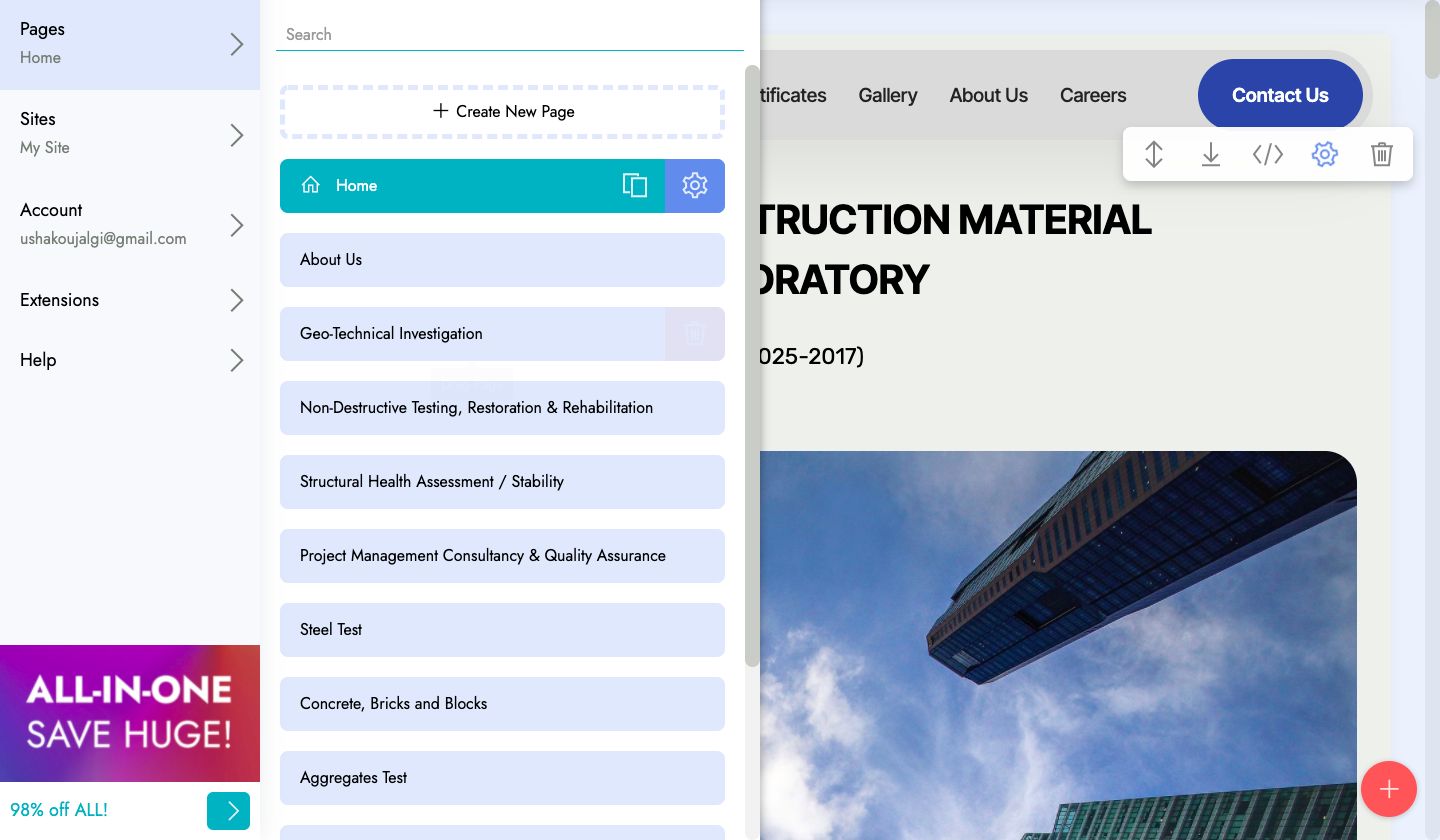 Pages
Home
Sites
My Site
Account
ushakoujalgi@gmail.com
Extensions
Help
ALL-IN-ONE
SAVE HUGE!
98% off ALL!
Search
+ Create New Page
Home
About Us
Geo-Technical Investigation
Non-Destructive Testing, Restoration & Rehabilitation
Structural Health Assessment / Stability
Project Management Consultancy & Quality Assurance
Steel Test
Concrete, Bricks and Blocks
Aggregates Test
tificates
Gallery
About Us
Careers
Contact Us
TRUCTION MATERIAL
ORATORY
025-2017)